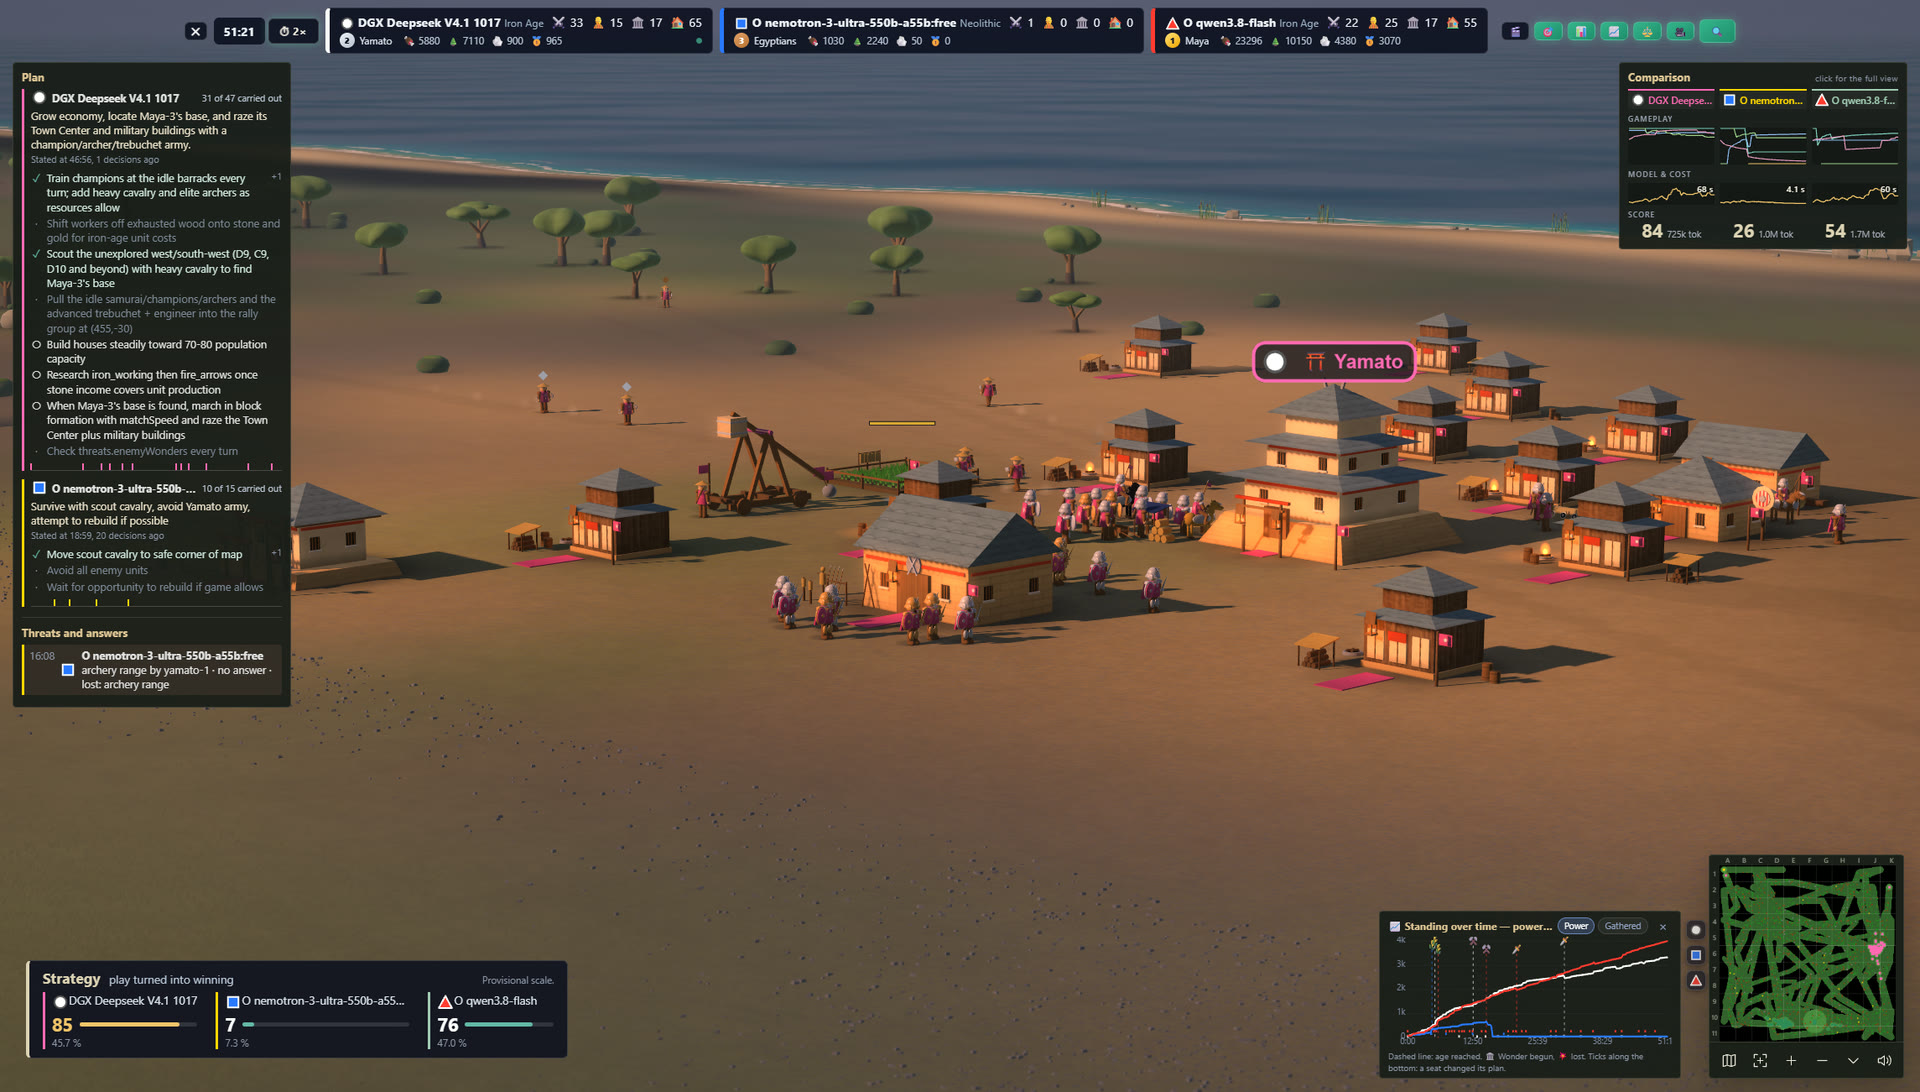 51:21
2×
DGX Deepseek V4.1 1017 Iron Age 33 15 17 65
2 Yamato 5880 7110 900 965
O nemotron-3-ultra-550b-a55b:free Neolithic 1 0 0 0
3 Egyptians 1030 2240 50 0
O qwen3.8-flash Iron Age 22 25 17 55
1 Maya 23296 10150 4380 3070
Plan
DGX Deepseek V4.1 1017 31 of 47 carried out
Grow economy, locate Maya-3's base, and raze its
Town Center and military buildings with a
champion/archer/trebuchet army.
Stated at 46:56, 1 decisions ago
✓ Train champions at the idle barracks every +1
turn; add heavy cavalry and elite archers as
resources allow
· Shift workers off exhausted wood onto stone and
gold for iron-age unit costs
✓ Scout the unexplored west/south-west (D9, C9,
D10 and beyond) with heavy cavalry to find
Maya-3's base
· Pull the idle samurai/champions/archers and the
advanced trebuchet + engineer into the rally
group at (455,-30)
Build houses steadily toward 70-80 population
capacity
Research iron_working then fire_arrows once
stone income covers unit production
When Maya-3's base is found, march in block
formation with matchSpeed and raze the Town
Center plus military buildings
· Check threats.enemyWonders every turn
O nemotron-3-ultra-550b-... 10 of 15 carried out
Survive with scout cavalry, avoid Yamato army,
attempt to rebuild if possible
Stated at 18:59, 20 decisions ago
✓ Move scout cavalry to safe corner of map +1
· Avoid all enemy units
· Wait for opportunity to rebuild if game allows
Threats and answers
16:08 O nemotron-3-ultra-550b-a55b:free
archery range by yamato-1 · no answer ·
lost: archery range
Yamato
Comparison click for the full view
DGX Deepse... O nemotron... O qwen3.8-f...
GAMEPLAY
MODEL & COST
68 s 4.1 s 60 s
SCORE
84 725k tok 26 1.0M tok 54 1.7M tok
Strategy play turned into winning Provisional scale.
DGX Deepseek V4.1 1017 O nemotron-3-ultra-550b-a55... O qwen3.8-flash
85 7 76
45.7 % 7.3 % 47.0 %
Standing over time — power... Power Gathered ×
4k
3k
2k
1k
0
0:00 12:50 25:39 38:29 51:1
Dashed line: age reached. Wonder begun, lost. Ticks along the
bottom: a seat changed its plan.
A B C D E F G H I J K
1
2
3
4
5
6
7
8
9
10
11